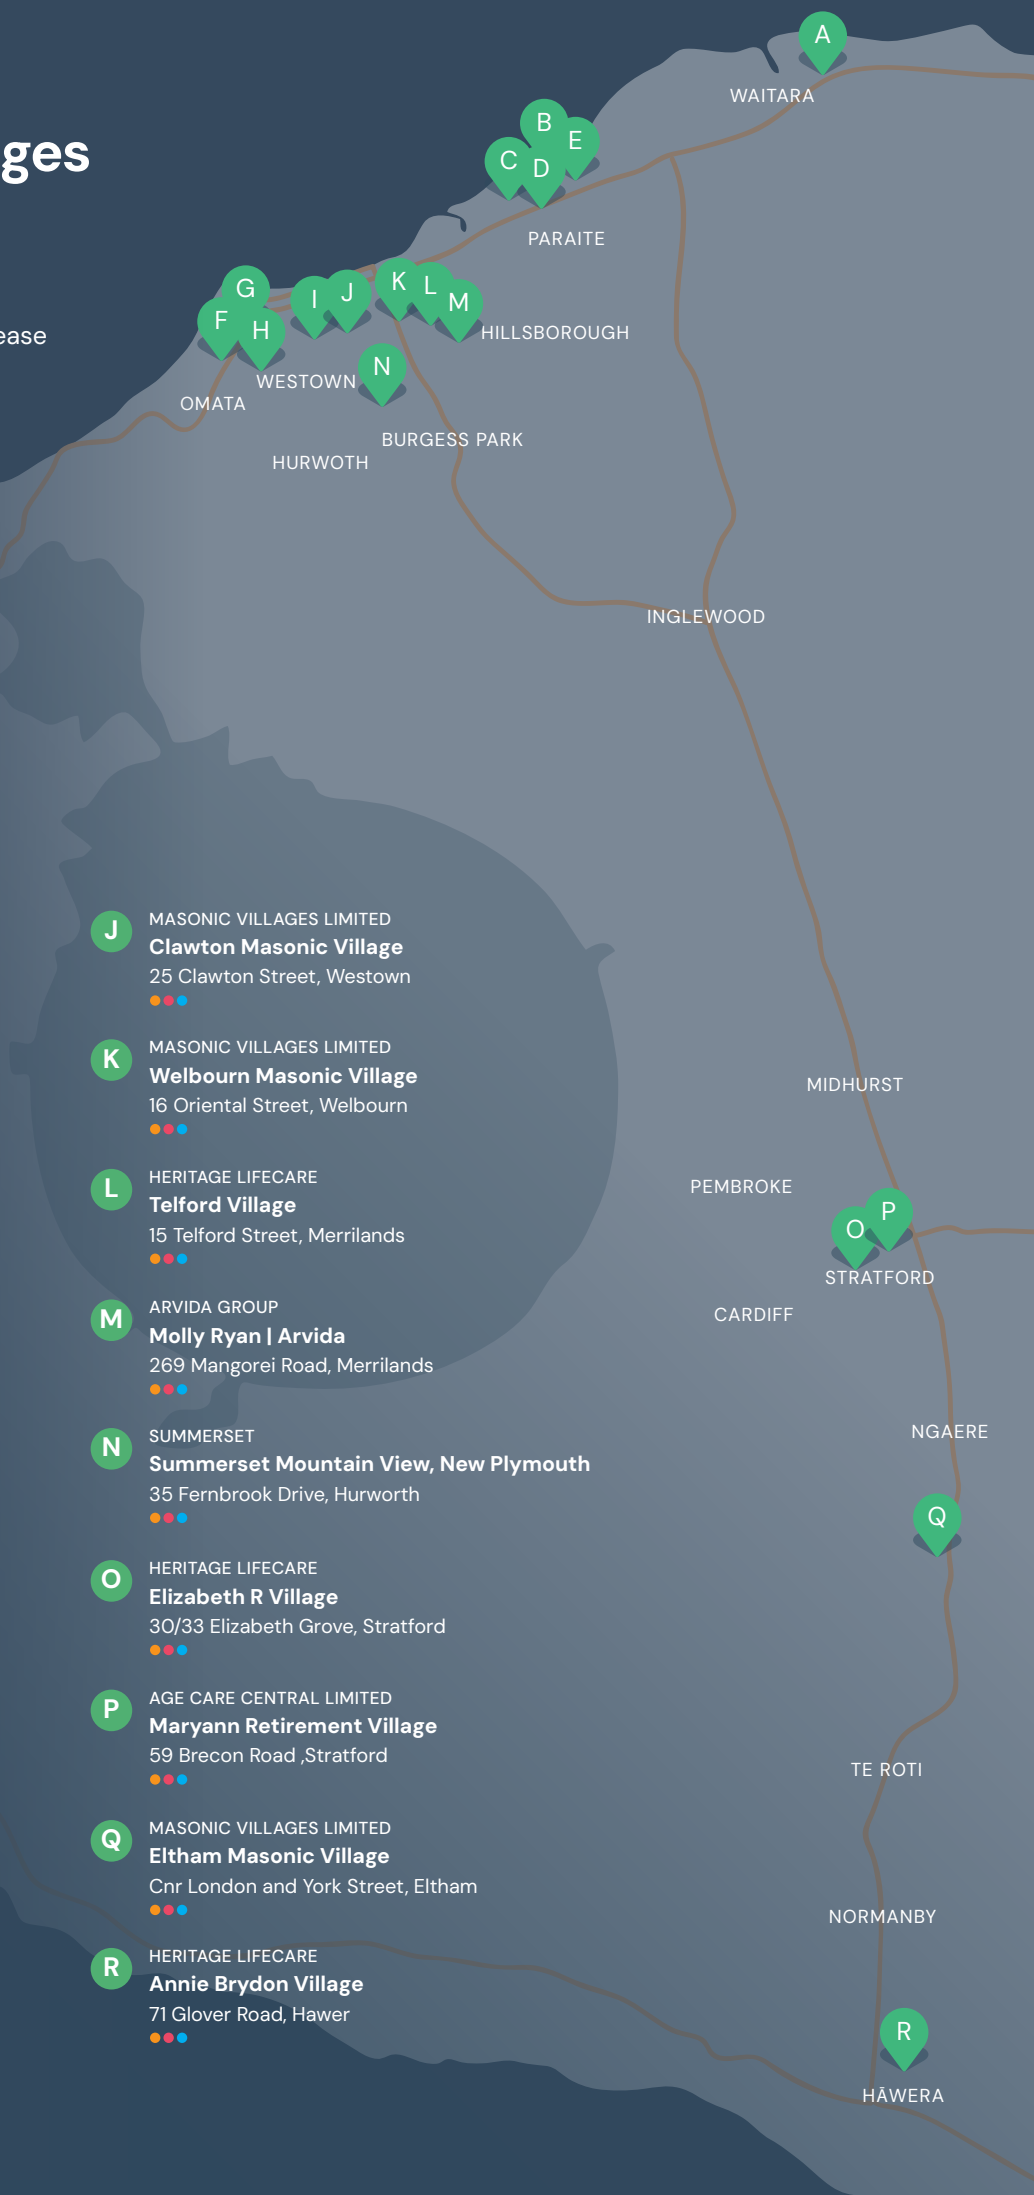 A
WAITARA
ges
B
E
C
D
PARAITE
G
F
H
I
J
K
L
M
HILLSBOROUGH
ease
WESTOWN
N
OMATA
BURGESS PARK
HURWOTH
INGLEWOOD
J
MASONIC VILLAGES LIMITED
Clawton Masonic Village
25 Clawton Street, Westown
K
MASONIC VILLAGES LIMITED
Welbourn Masonic Village
16 Oriental Street, Welbourn
L
HERITAGE LIFECARE
Telford Village
15 Telford Street, Merrilands
M
ARVIDA GROUP
Molly Ryan | Arvida
269 Mangorei Road, Merrilands
N
SUMMERSET
Summerset Mountain View, New Plymouth
35 Fernbrook Drive, Hurworth
O
HERITAGE LIFECARE
Elizabeth R Village
30/33 Elizabeth Grove, Stratford
P
AGE CARE CENTRAL LIMITED
Maryann Retirement Village
59 Brecon Road ,Stratford
Q
MASONIC VILLAGES LIMITED
Eltham Masonic Village
Cnr London and York Street, Eltham
R
HERITAGE LIFECARE
Annie Brydon Village
71 Glover Road, Hawer
MIDHURST
PEMBROKE
P
O
STRATFORD
CARDIFF
NGAERE
Q
TE ROTI
NORMANBY
R
HĀWERA